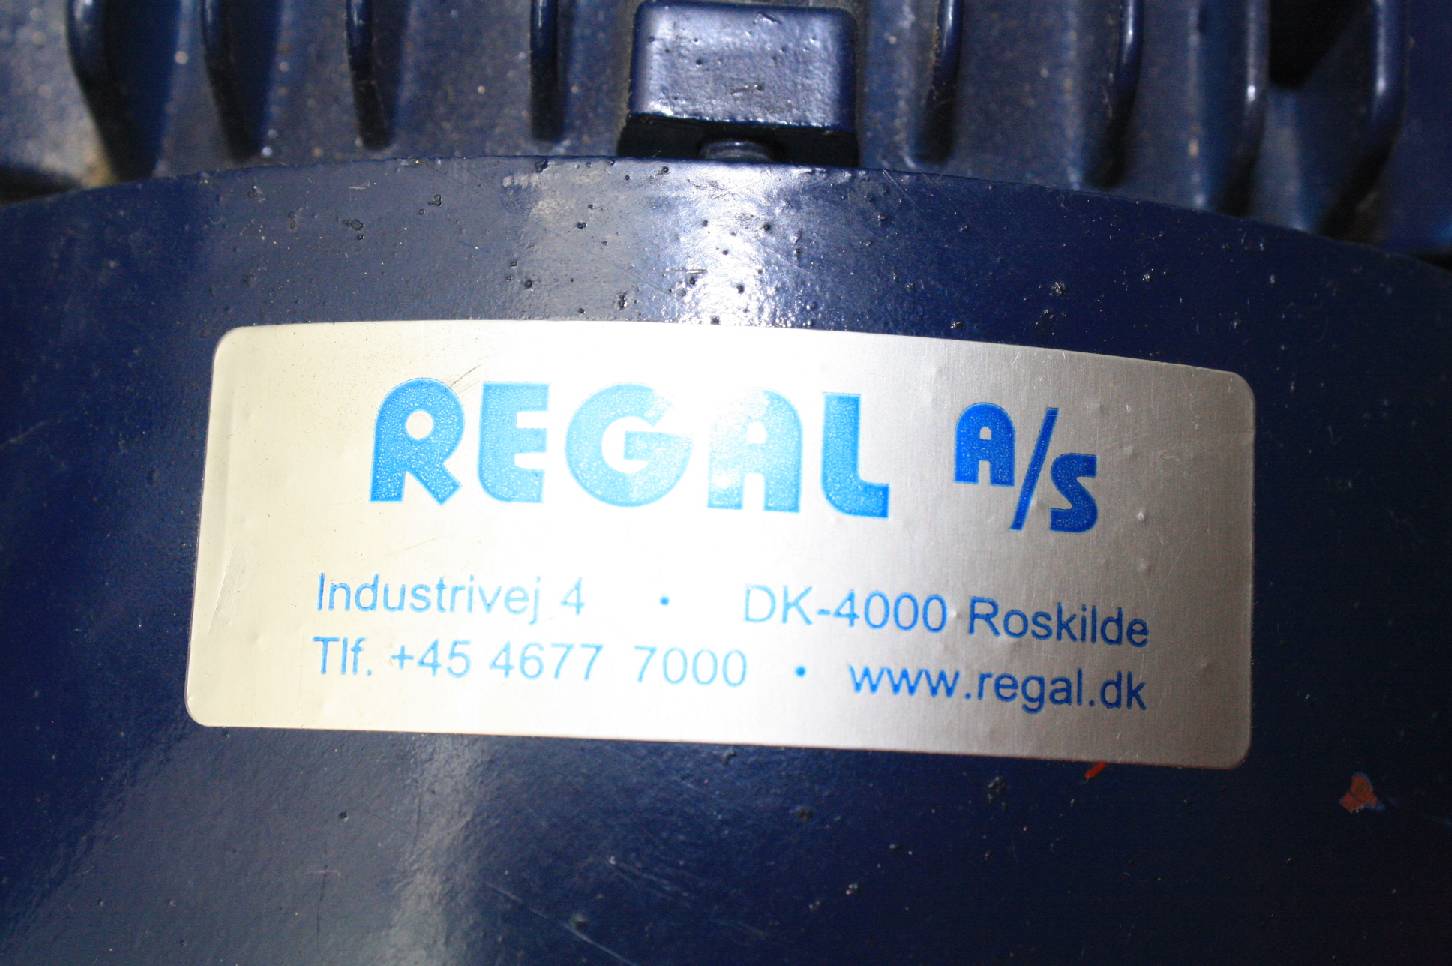 REGAL A/S
Industrivej 4 • DK-4000 Roskilde
Tlf. +45 4677 7000 • www.regal.dk